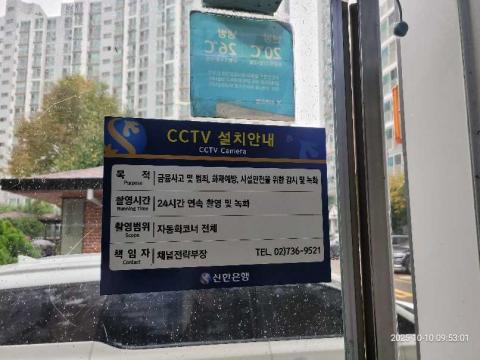 CCTV 설치안내
CCTV Camera
목 적 금융사고 및 범죄, 화재예방, 시설안전을 위한 감시 및 녹화
Purpose
촬영시간 24시간 연속 촬영 및 녹화
Running Time
촬영범위 자동화코너 전체
Scope
책 임 자 채널전략부장 TEL. 02)736-9521
Contact
신한은행
2025-10-10 09:53:01